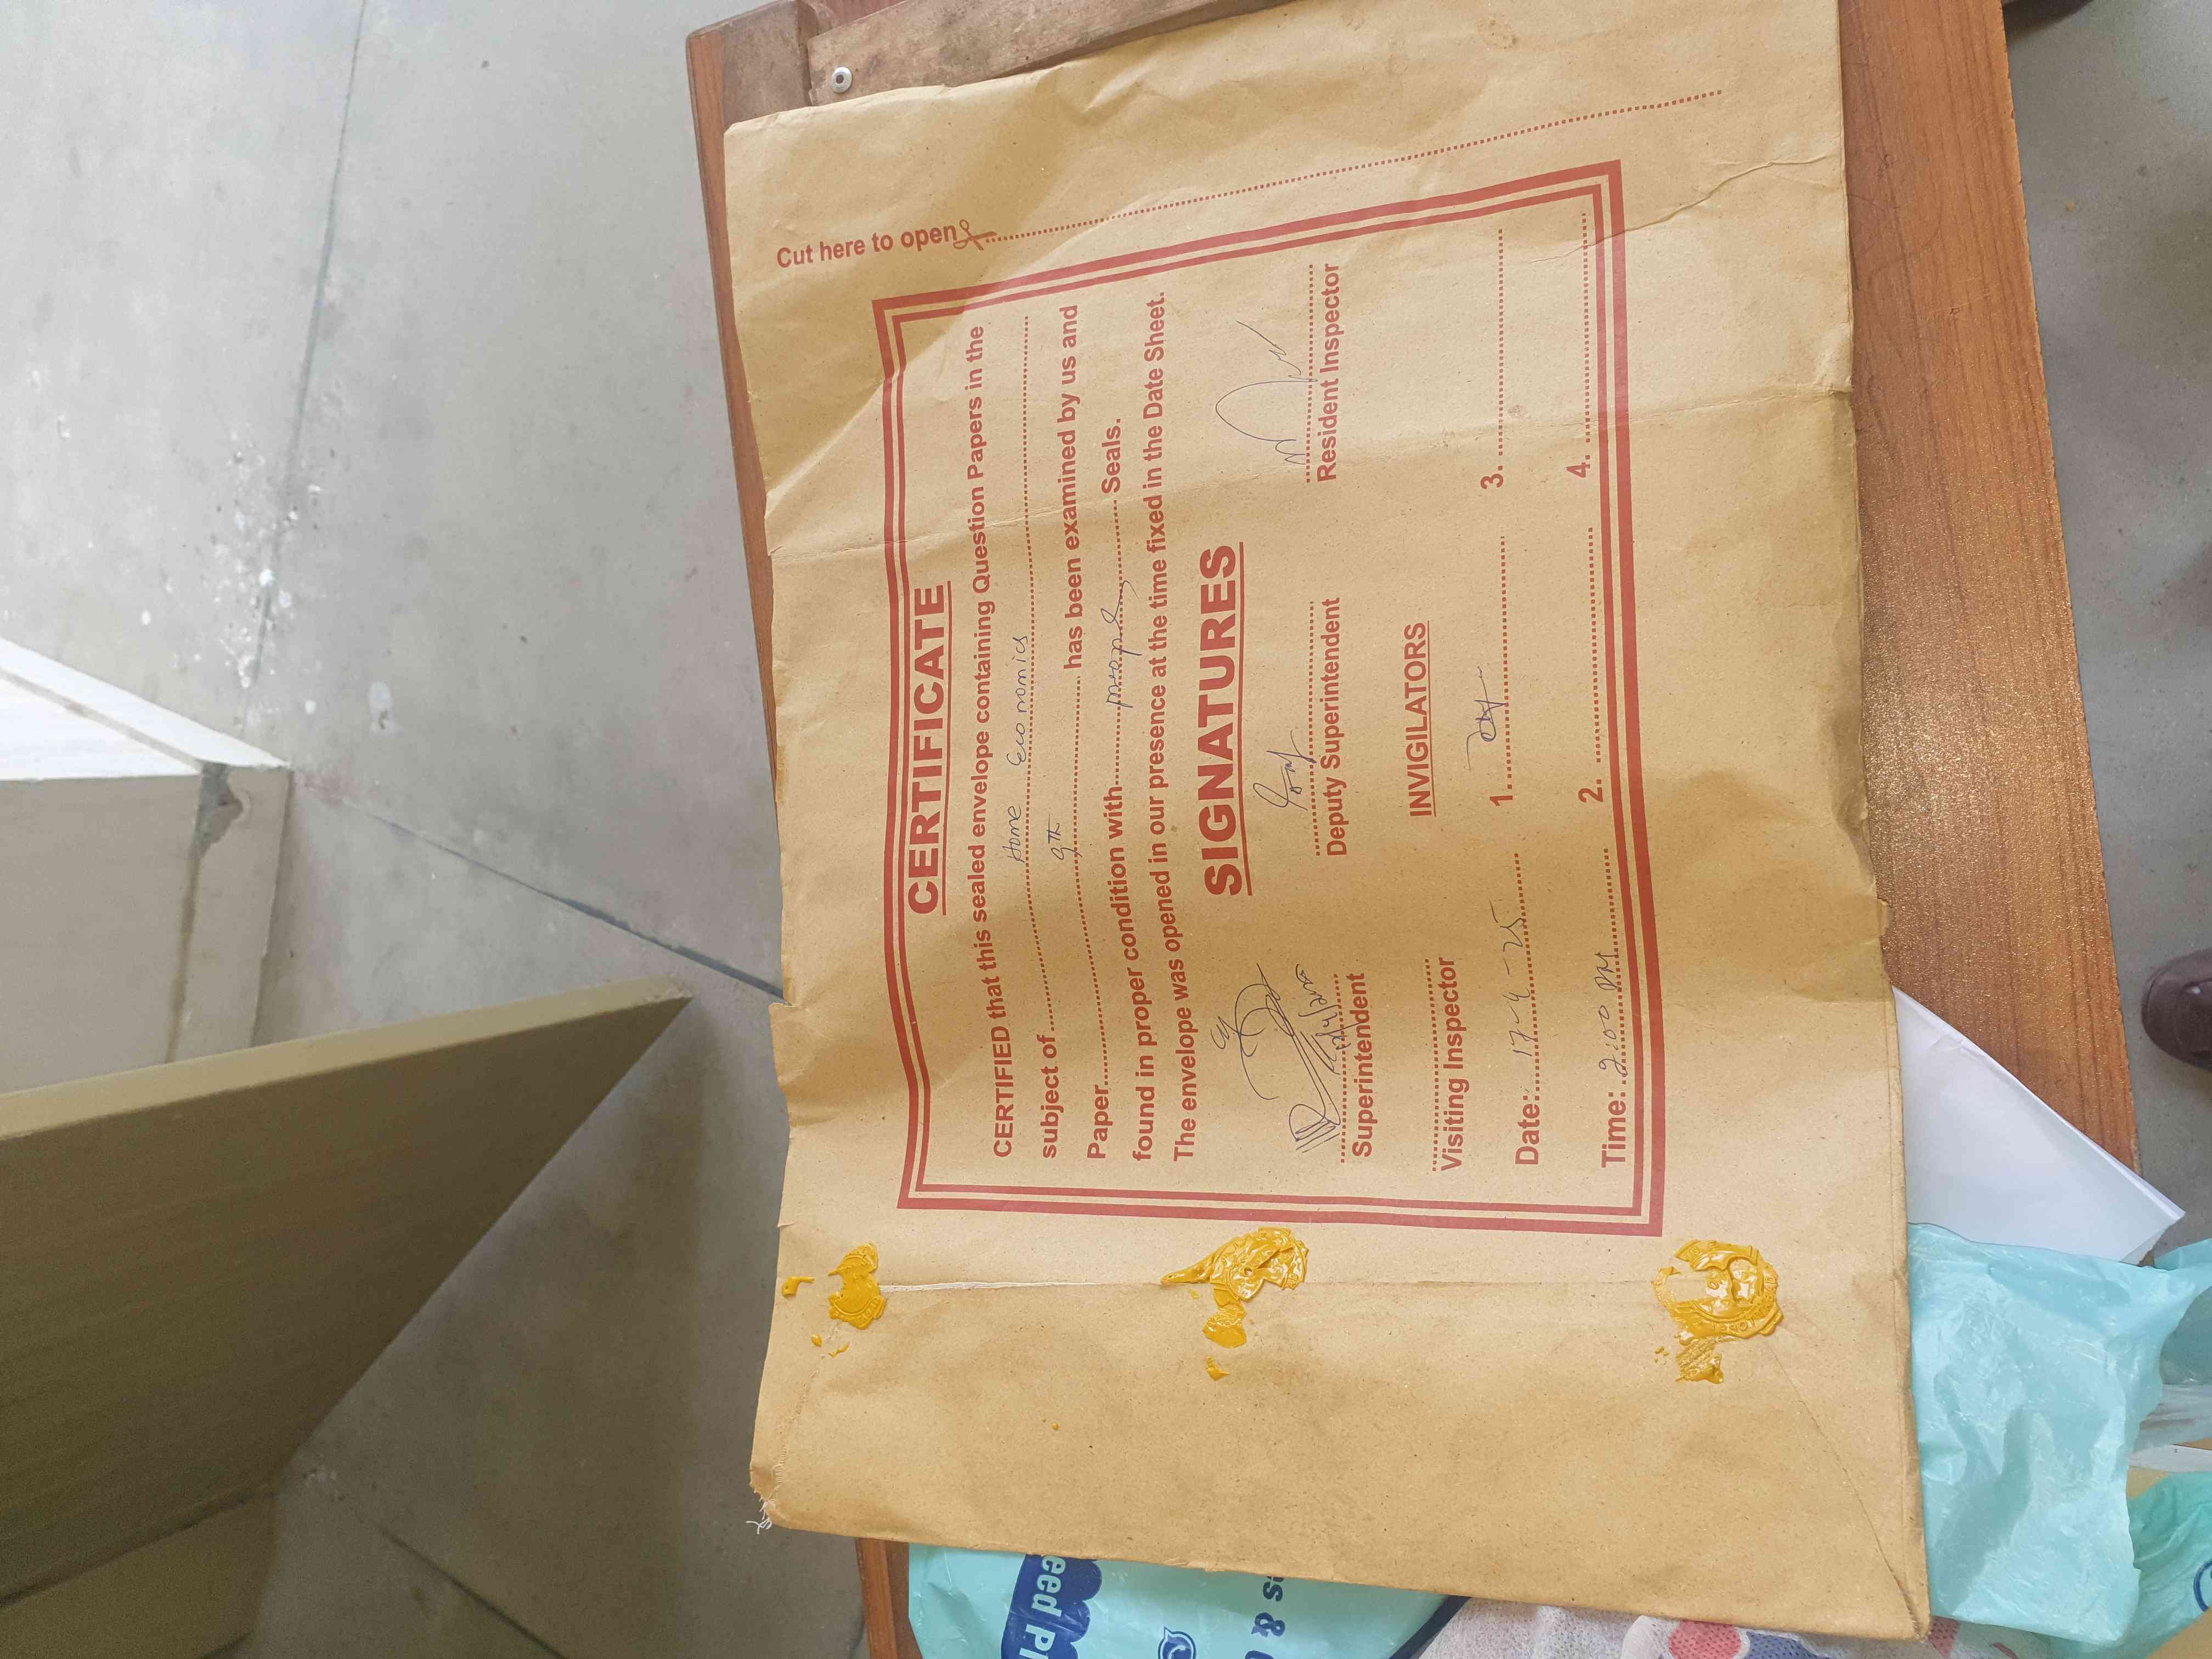 Cut here to open
CERTIFICATE
CERTIFIED that this sealed envelope containing Question Papers in the
subject of Home Economics
Paper 9th has been examined by us and
found in proper condition with Seals.
The envelope was opened in our presence at the time fixed in the Date Sheet.
SIGNATURES
Superintendent Deputy Superintendent Resident Inspector
Visiting Inspector INVIGILATORS
Date: 17-4-25 1. 3.
Time: 2:00 PM 2. 4.
eed Pl
s &